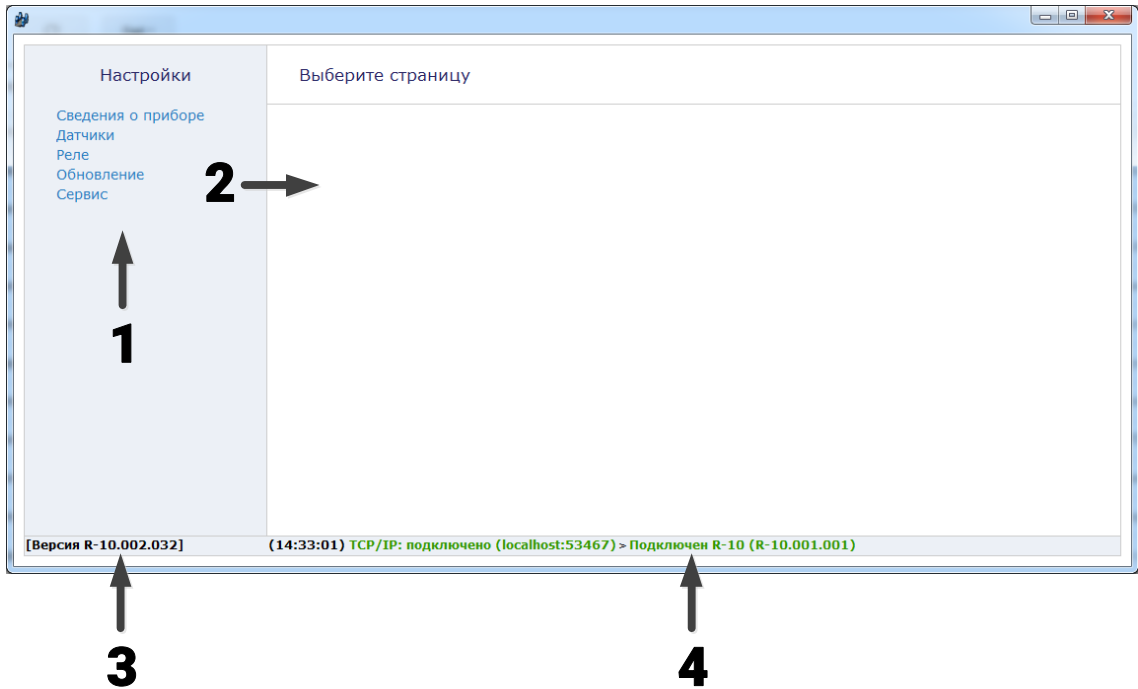 Настройки
Выберите страницу
Сведения о приборе
Датчики
Реле
Обновление
Сервис
2
1
[Версия R-10.002.032]
(14:33:01) TCP/IP: подключено (localhost:53467) > Подключен R-10 (R-10.001.001)
3
4